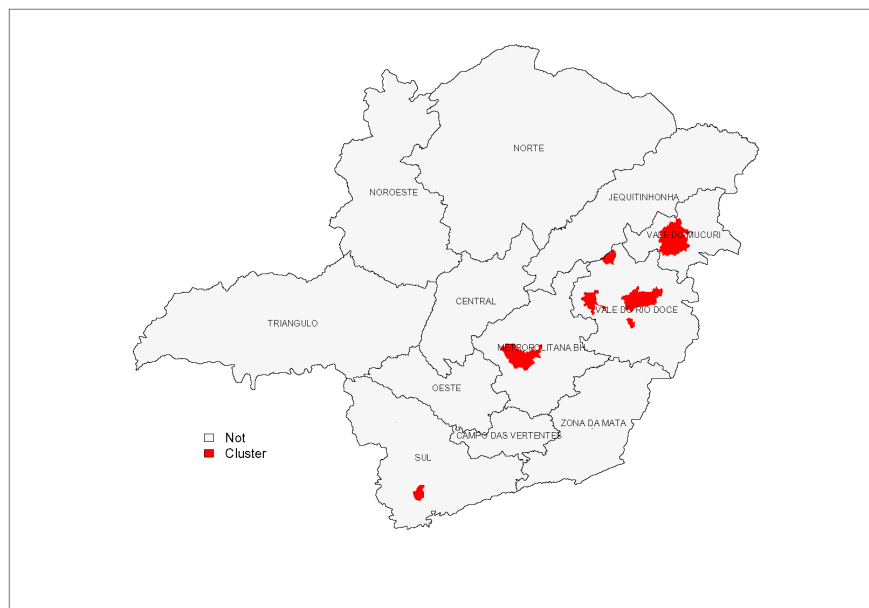 NORTE
NOROESTE
JEQUITINHONHA
VALE DO MUCURI
CENTRAL
VALE DO RIO DOCE
TRIANGULO
METROPOLITANA BH
OESTE
ZONA DA MATA
CAMPO DAS VERTENTES
SUL
Not
Cluster